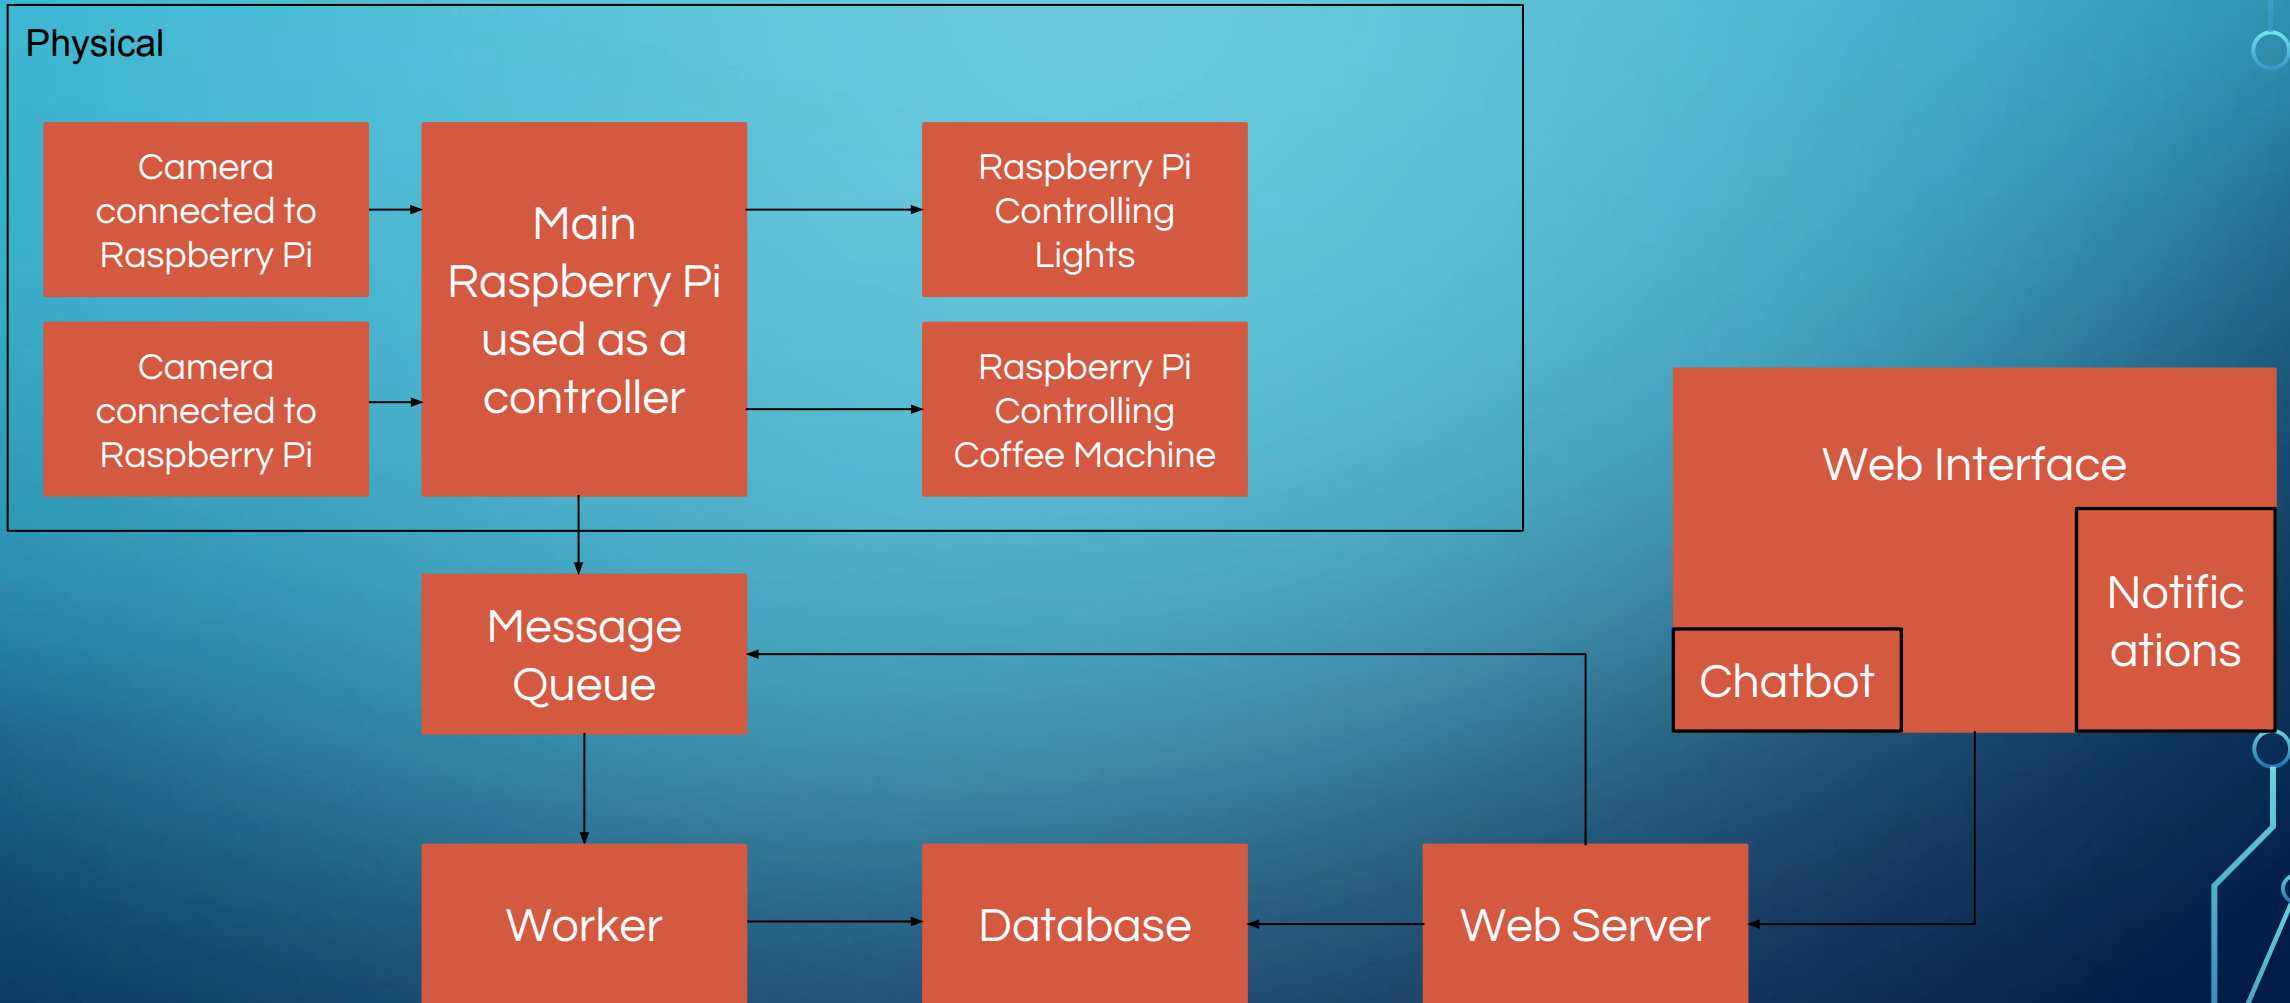 Physical
Camera
connected to
Raspberry Pi
Main
Raspberry Pi
used as a
controller
Raspberry Pi
Controlling
Lights
Camera
connected to
Raspberry Pi
Raspberry Pi
Controlling
Coffee Machine
Web Interface
Notific
ations
Chatbot
Message
Queue
Worker
Database
Web Server